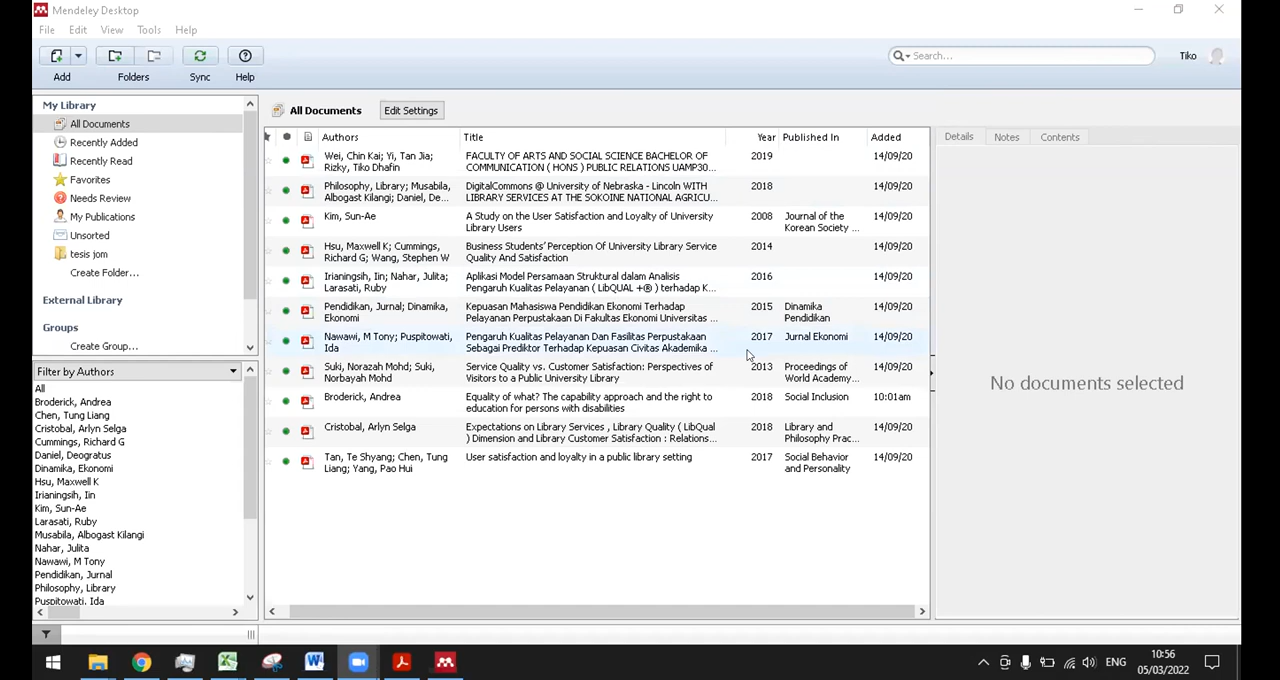 Mendeley Desktop
File Edit View Tools Help
Add Folders Sync Help
Search...
Tiko
My Library
All Documents
Recently Added
Recently Read
Favorites
Needs Review
My Publications
Unsorted
tesis jom
Create Folder...
External Library
Groups
Create Group...
Filter by Authors
All
Broderick, Andrea
Chen, Tung Liang
Cristobal, Arlyn Selga
Cummings, Richard G
Daniel, Deogratus
Dinamika, Ekonomi
Hsu, Maxwell K
Irianingsih, Iin
Kim, Sun-Ae
Larasati, Ruby
Musabila, Albogast Kilangi
Nahar, Julita
Nawawi, M Tony
Pendidikan, Jurnal
Philosophy, Library
Puspitowati, Ida
All Documents Edit Settings
Authors Title Year Published In Added
Wei, Chin Kai; Yi, Tan Jia; FACULTY OF ARTS AND SOCIAL SCIENCE BACHELOR OF 2019 14/09/20
Rizky, Tiko Dhafin COMMUNICATION ( HONS ) PUBLIC RELATIONS UAMP30...
Philosophy, Library; Musabila, DigitalCommons @ University of Nebraska - Lincoln WITH 2018 14/09/20
Albogast Kilangi; Daniel, De... LIBRARY SERVICES AT THE SOKOINE NATIONAL AGRICU...
Kim, Sun-Ae A Study on the User Satisfaction and Loyalty of University 2008 Journal of the 14/09/20
Library Users Korean Society ...
Hsu, Maxwell K; Cummings, Business Students' Perception Of University Library Service 2014 14/09/20
Richard G; Wang, Stephen W Quality And Satisfaction
Irianingsih, Iin; Nahar, Julita; Aplikasi Model Persamaan Struktural dalam Analisis 2016 14/09/20
Larasati, Ruby Pengaruh Kualitas Pelayanan ( LibQUAL +® ) terhadap K...
Pendidikan, Jurnal; Dinamika, Kepuasan Mahasiswa Pendidikan Ekonomi Terhadap 2015 Dinamika 14/09/20
Ekonomi Pelayanan Perpustakaan Di Fakultas Ekonomi Universitas ... Pendidikan
Nawawi, M Tony; Puspitowati, Pengaruh Kualitas Pelayanan Dan Fasilitas Perpustakaan 2017 Jurnal Ekonomi 14/09/20
Ida Sebagai Prediktor Terhadap Kepuasan Civitas Akademika ...
Suki, Norazah Mohd; Suki, Service Quality vs. Customer Satisfaction: Perspectives of 2013 Proceedings of 14/09/20
Norbayah Mohd Visitors to a Public University Library World Academy...
Broderick, Andrea Equality of what? The capability approach and the right to 2018 Social Inclusion 10:01am
education for persons with disabilities
Cristobal, Arlyn Selga Expectations on Library Services , Library Quality ( LibQual 2018 Library and 14/09/20
) Dimension and Library Customer Satisfaction : Relations... Philosophy Prac...
Tan, Te Shyang; Chen, Tung User satisfaction and loyalty in a public library setting 2017 Social Behavior 14/09/20
Liang; Yang, Pao Hui and Personality
Details Notes Contents
No documents selected
ENG
10:56
05/03/2022